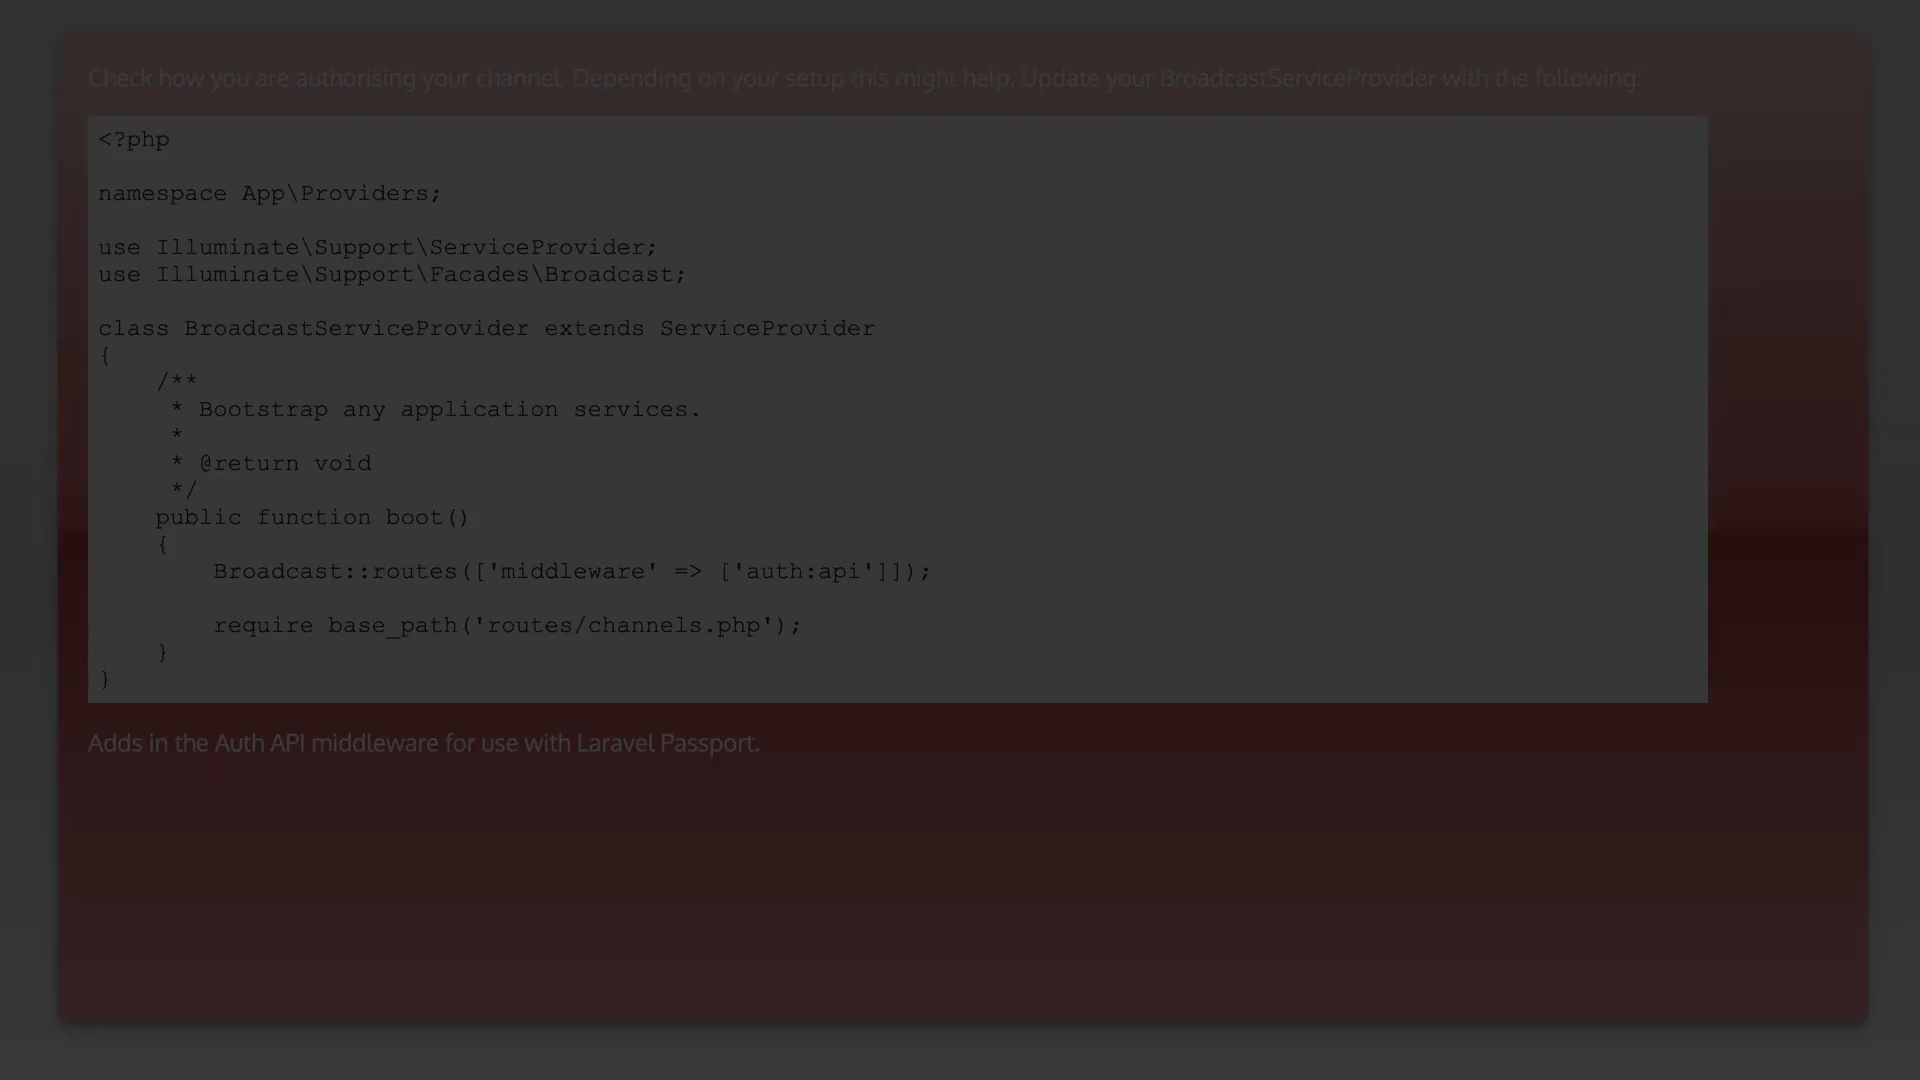 Check how you are authorising your channel. Depending on your setup this might help. Update your BroadcastServiceProvider with the following:
<?php
namespace App\Providers;
use Illuminate\Support\ServiceProvider;
use Illuminate\Support\Facades\Broadcast;
class BroadcastServiceProvider extends ServiceProvider
{
    /**
     * Bootstrap any application services.
     *
     * @return void
     */
    public function boot()
    {
        Broadcast::routes(['middleware' => ['auth:api']]);
        require base_path('routes/channels.php');
    }
}
Adds in the Auth API middleware for use with Laravel Passport.